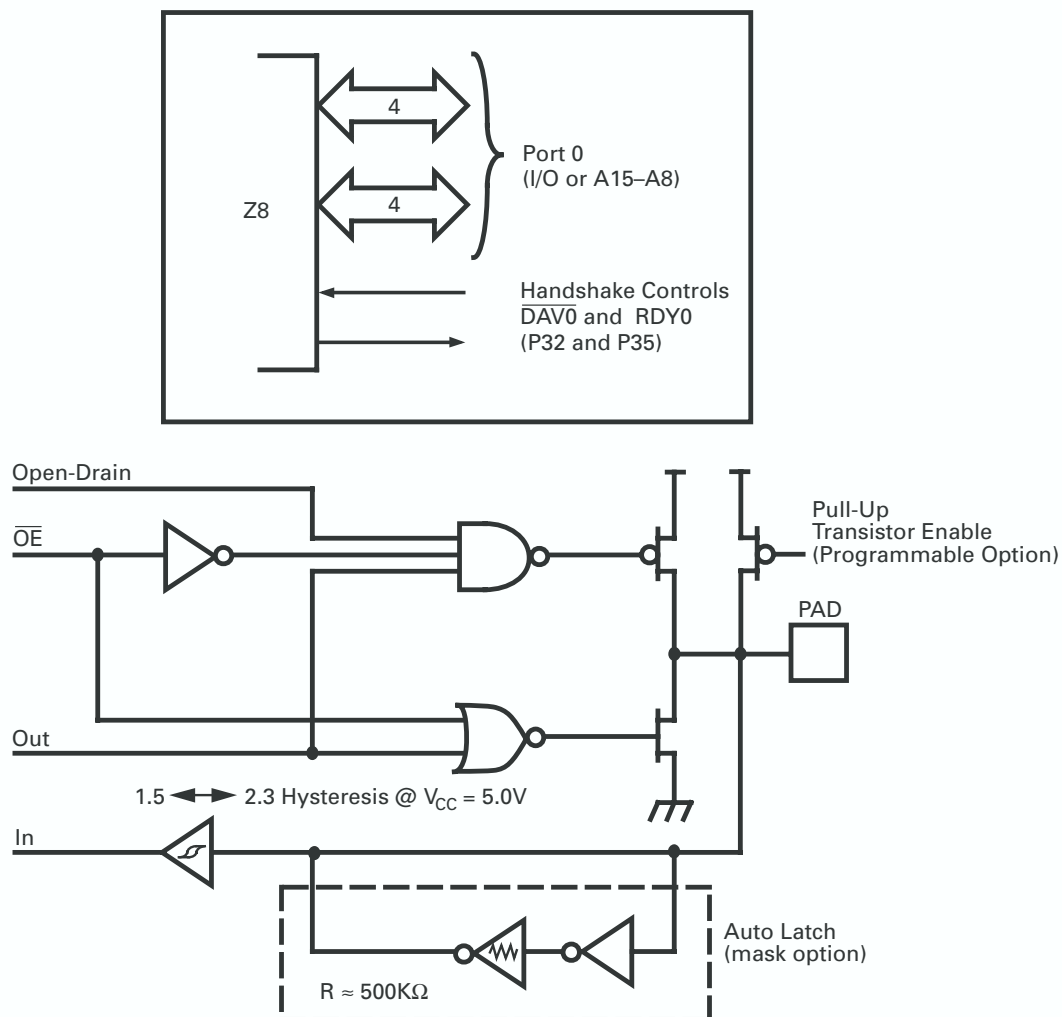 4
Port 0
(I/O or A15–A8)
Z8
4
Handshake Controls
D̅A̅V̅0̅ and RDY0
(P32 and P35)
Open-Drain
O̅E̅
Pull-Up
Transistor Enable
(Programmable Option)
PAD
Out
1.5 2.3 Hysteresis @ VCC = 5.0V
In
Auto Latch
(mask option)
R ≈ 500KΩ